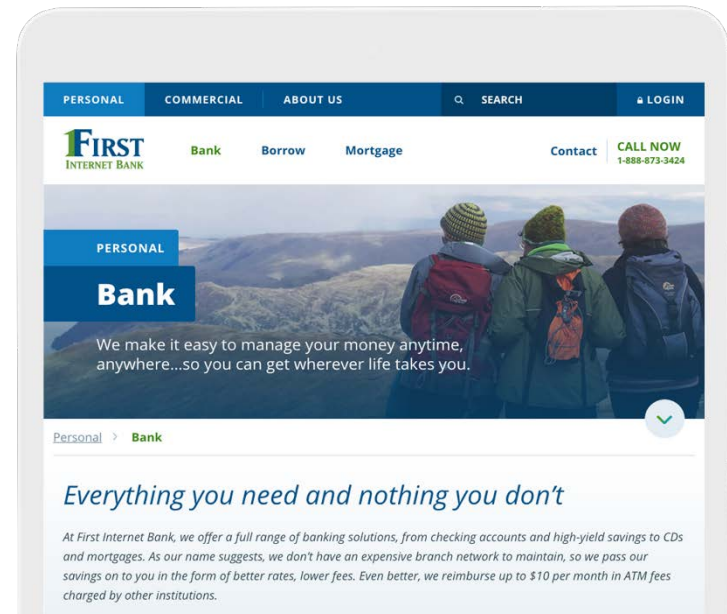 PERSONAL COMMERCIAL ABOUT US SEARCH LOGIN
1FIRST
INTERNET BANK
Bank Borrow Mortgage Contact
CALL NOW
1-888-873-3424
PERSONAL
Bank
We make it easy to manage your money anytime,
anywhere...so you can get wherever life takes you.
Personal > Bank
Everything you need and nothing you don't
At First Internet Bank, we offer a full range of banking solutions, from checking accounts and high-yield savings to CDs
and mortgages. As our name suggests, we don't have an expensive branch network to maintain, so we pass our
savings on to you in the form of better rates, lower fees. Even better, we reimburse up to $10 per month in ATM fees
charged by other institutions.